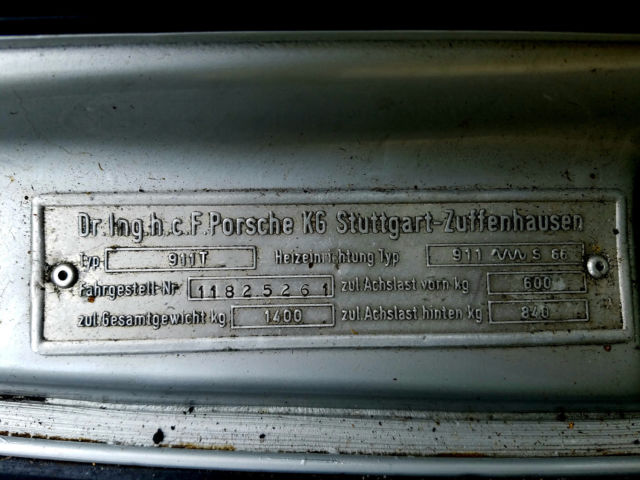 Dr. Ing. h. c. F. Porsche KG Stuttgart-Zuffenhausen
Typ 911T Heizeinrichtung Typ 911 S 66
Fahrgestell-Nr 11825261 zul. Achslast vorn kg 600
zul. Gesamtgewicht kg 1400 zul. Achslast hinten kg 840